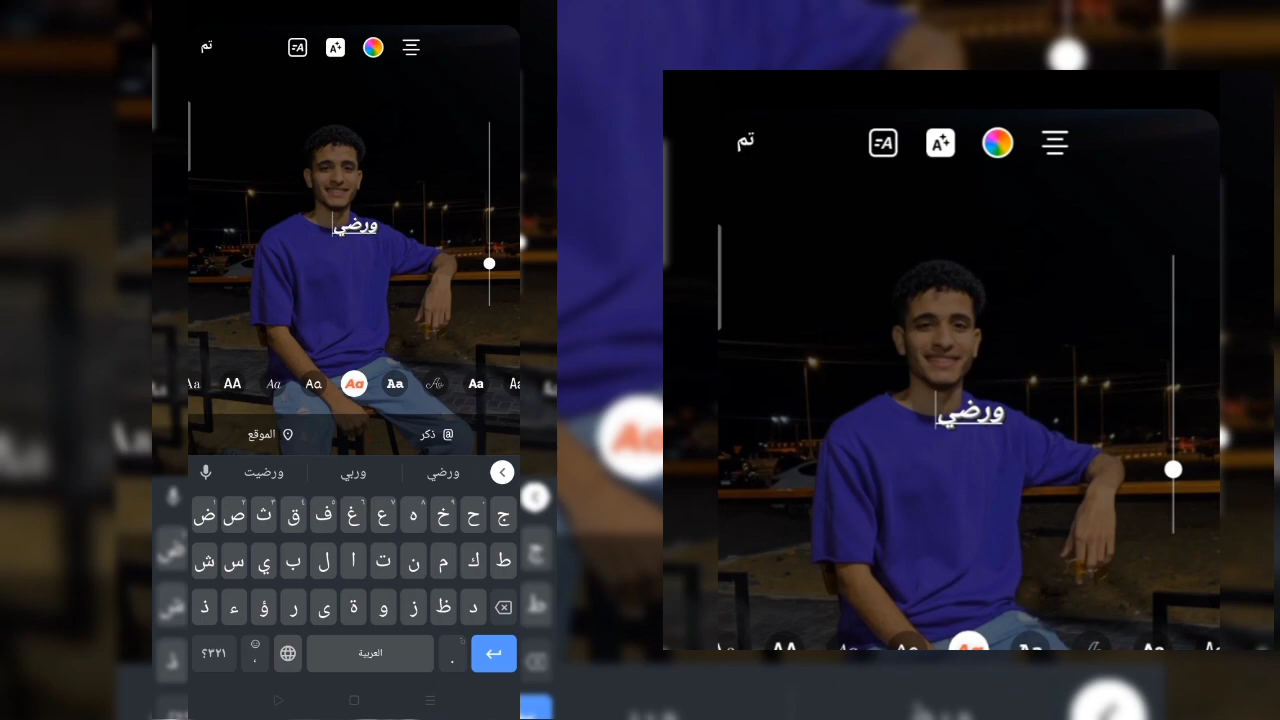 تم
A
A
ورضي
Aa
AA
Aa
Aa
Aa
Aa
Aa
Aa
الموقع
@ ذكر
ورضيت
وربي
ورضي
ض ص ث ق ف غ ع ه خ ح ج
ش س ي ب ل ا ت ن م ك ط
ذ ء ؤ ر ى ة و ز ظ د
؟٣٢١
،
العربية
.
تم
A
A
ورضي
AA